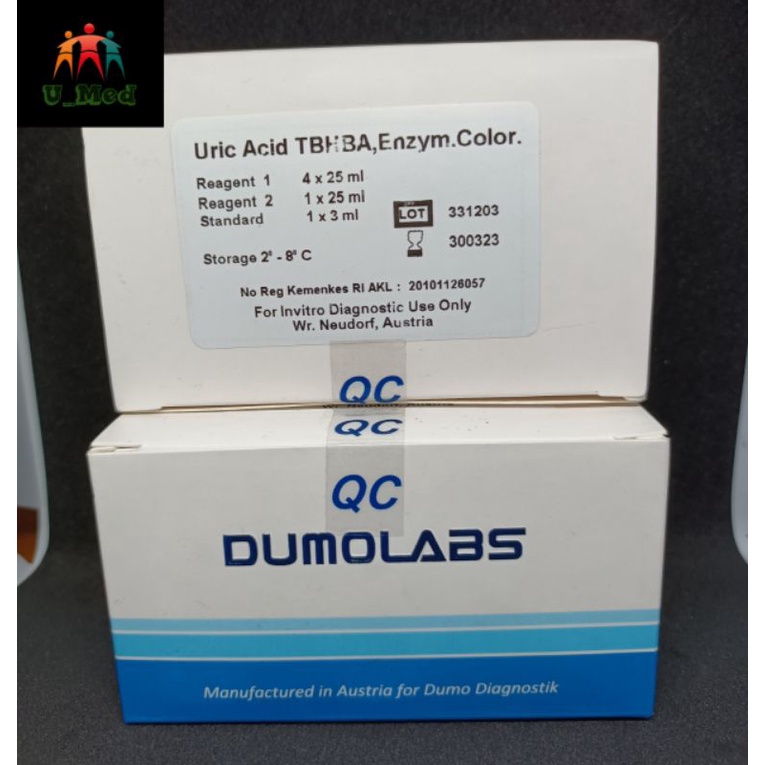 U_Med
Uric Acid TBHBA,Enzym.Color.
Reagent 1 4 x 25 ml
Reagent 2 1 x 25 ml
Standard 1 x 3 ml
LOT 331203
300323
Storage 2° - 8° C
No Reg Kemenkes RI AKL : 20101126057
For Invitro Diagnostic Use Only
Wr. Neudorf, Austria
QC
QC
QC
DUMOLABS
Manufactured in Austria for Dumo Diagnostik